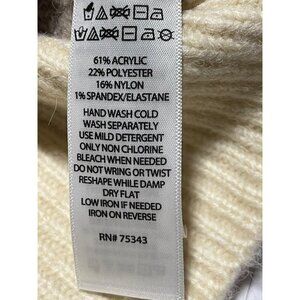 61% ACRYLIC
22% POLYESTER
16% NYLON
1% SPANDEX/ELASTANE
HAND WASH COLD
WASH SEPARATELY
USE MILD DETERGENT
ONLY NON CHLORINE
BLEACH WHEN NEEDED
DO NOT WRING OR TWIST
RESHAPE WHILE DAMP
DRY FLAT
LOW IRON IF NEEDED
IRON ON REVERSE
RN# 75343